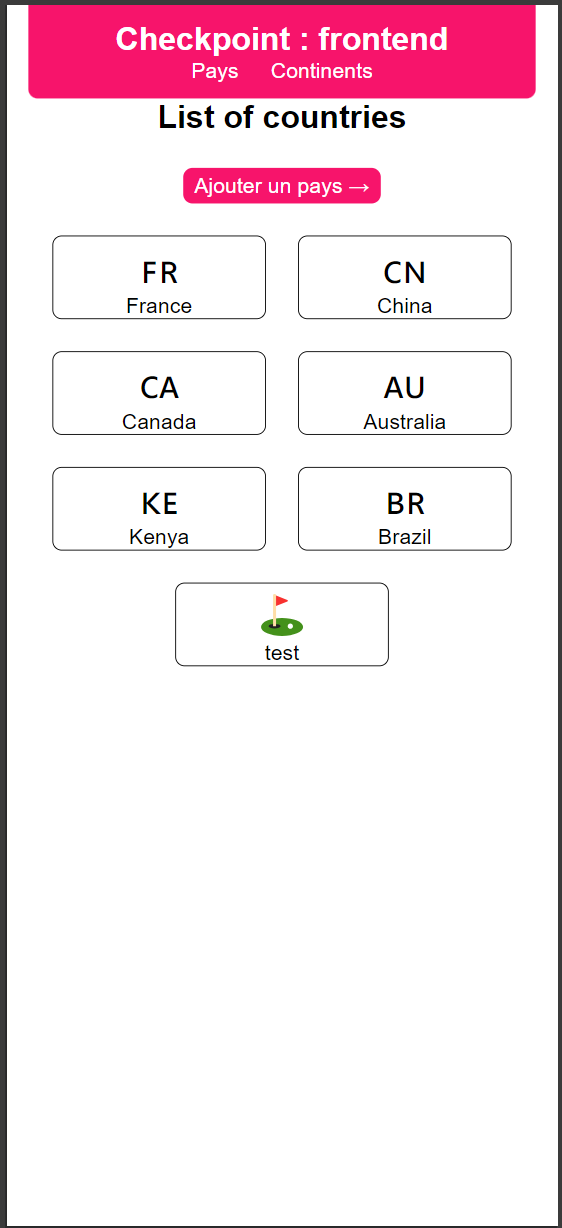 Checkpoint : frontend
Pays Continents
List of countries
Ajouter un pays →
FR CN
France China
CA AU
Canada Australia
KE BR
Kenya Brazil
test